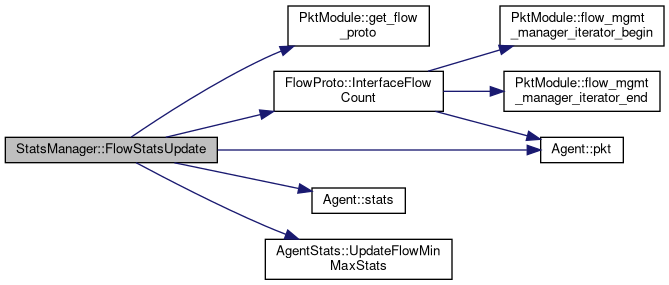 PktModule::get_flow
_proto
PktModule::flow_mgmt
_manager_iterator_begin
FlowProto::InterfaceFlow
Count
PktModule::flow_mgmt
_manager_iterator_end
StatsManager::FlowStatsUpdate
Agent::pkt
Agent::stats
AgentStats::UpdateFlowMin
MaxStats